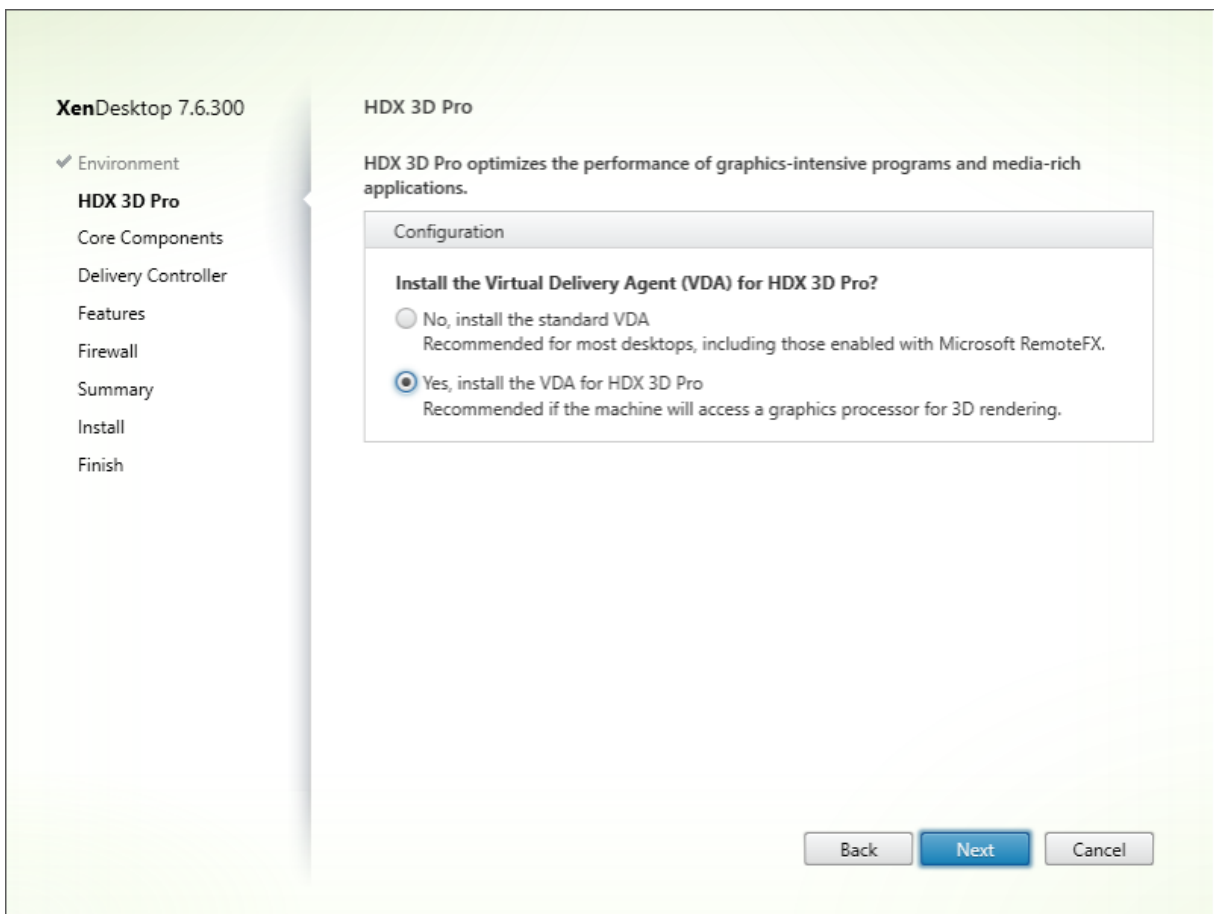 XenDesktop 7.6.300
Environment
HDX 3D Pro
Core Components
Delivery Controller
Features
Firewall
Summary
Install
Finish
HDX 3D Pro
HDX 3D Pro optimizes the performance of graphics-intensive programs and media-rich
applications.
Configuration
Install the Virtual Delivery Agent (VDA) for HDX 3D Pro?
No, install the standard VDA
Recommended for most desktops, including those enabled with Microsoft RemoteFX.
Yes, install the VDA for HDX 3D Pro
Recommended if the machine will access a graphics processor for 3D rendering.
Back
Next
Cancel